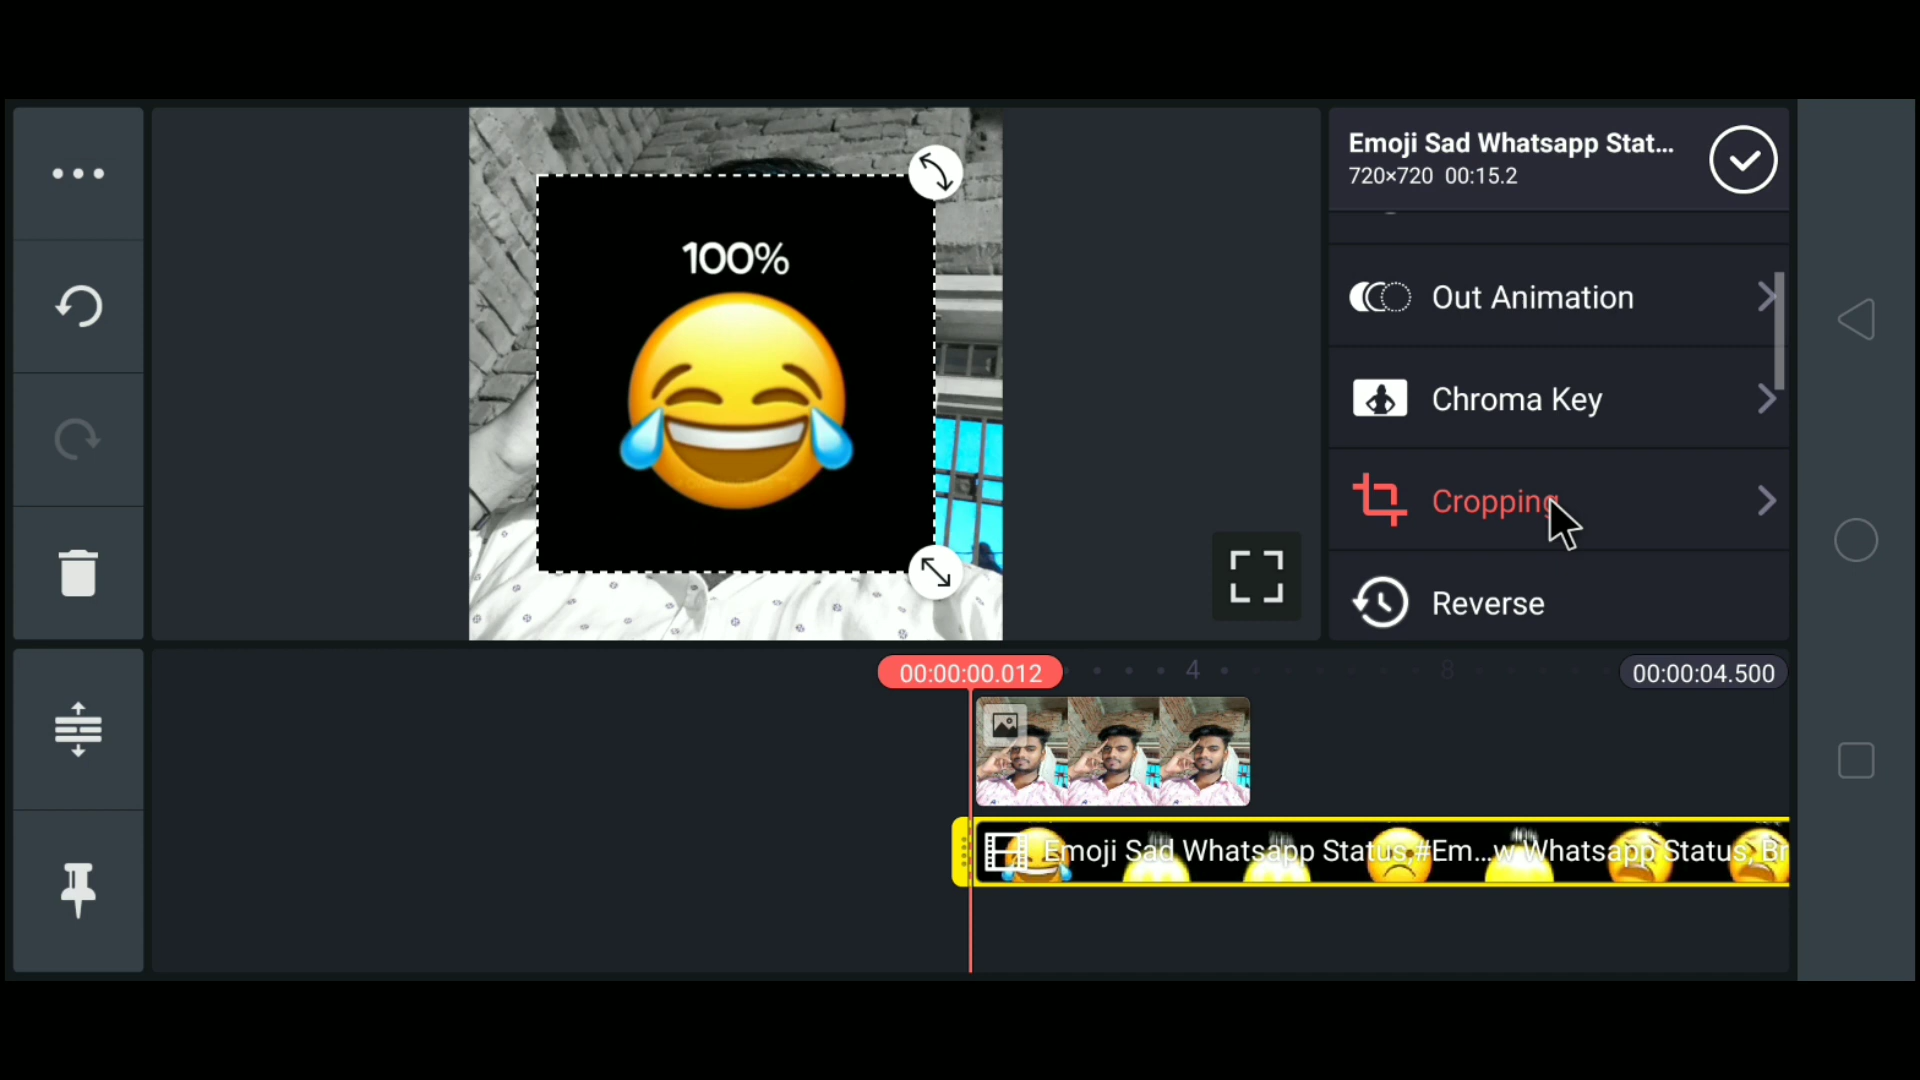 Emoji Sad Whatsapp Stat...
720×720 00:15.2
100%
Out Animation
Chroma Key
Cropping
Reverse
00:00:00.012
4
8
00:00:04.500
Emoji Sad Whatsapp Status,#Em...w Whatsapp Status, Br